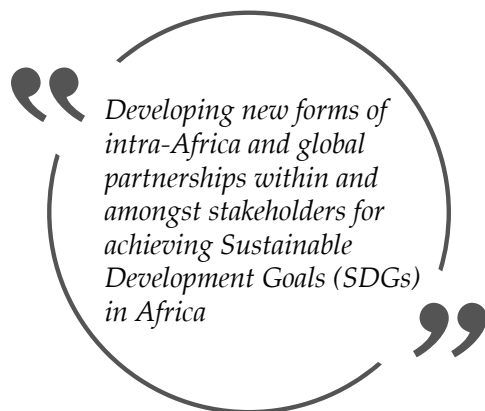 “
Developing new forms of
intra-Africa and global
partnerships within and
amongst stakeholders for
achieving Sustainable
Development Goals (SDGs)
in Africa
”